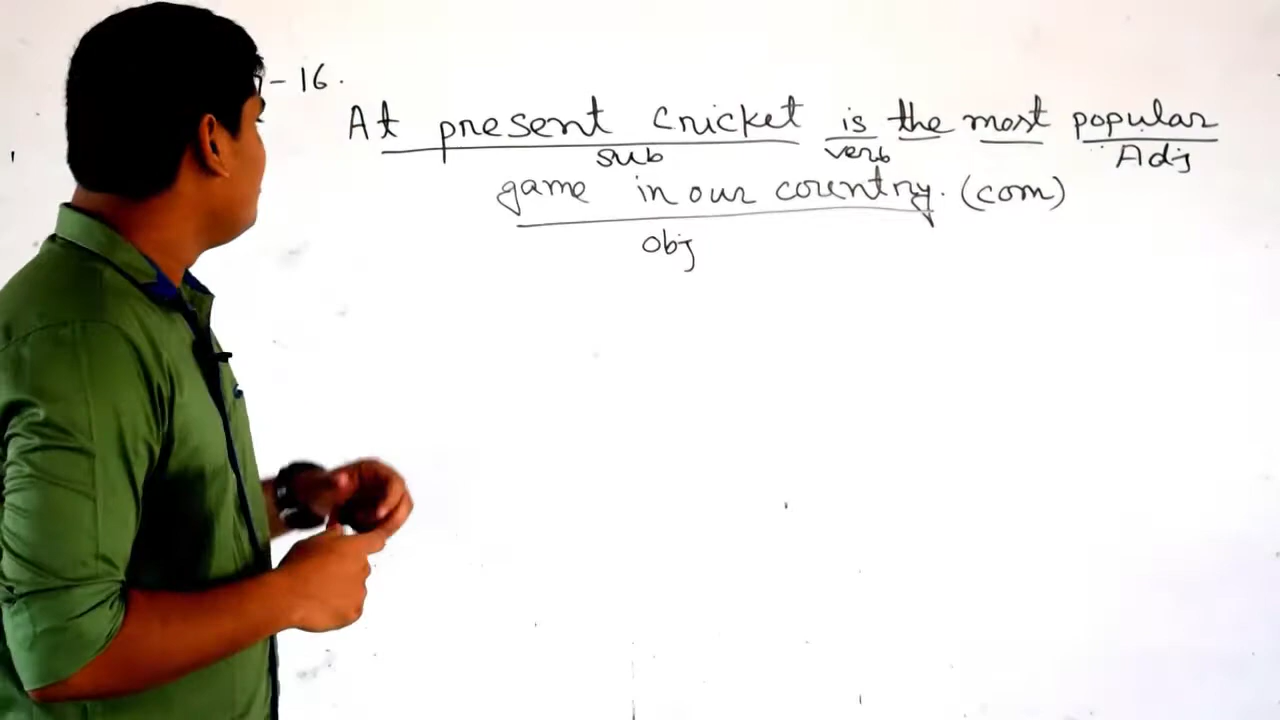 - 16.
At present cricket is the most popular
sub verb Adj
game in our country. (com)
Obj